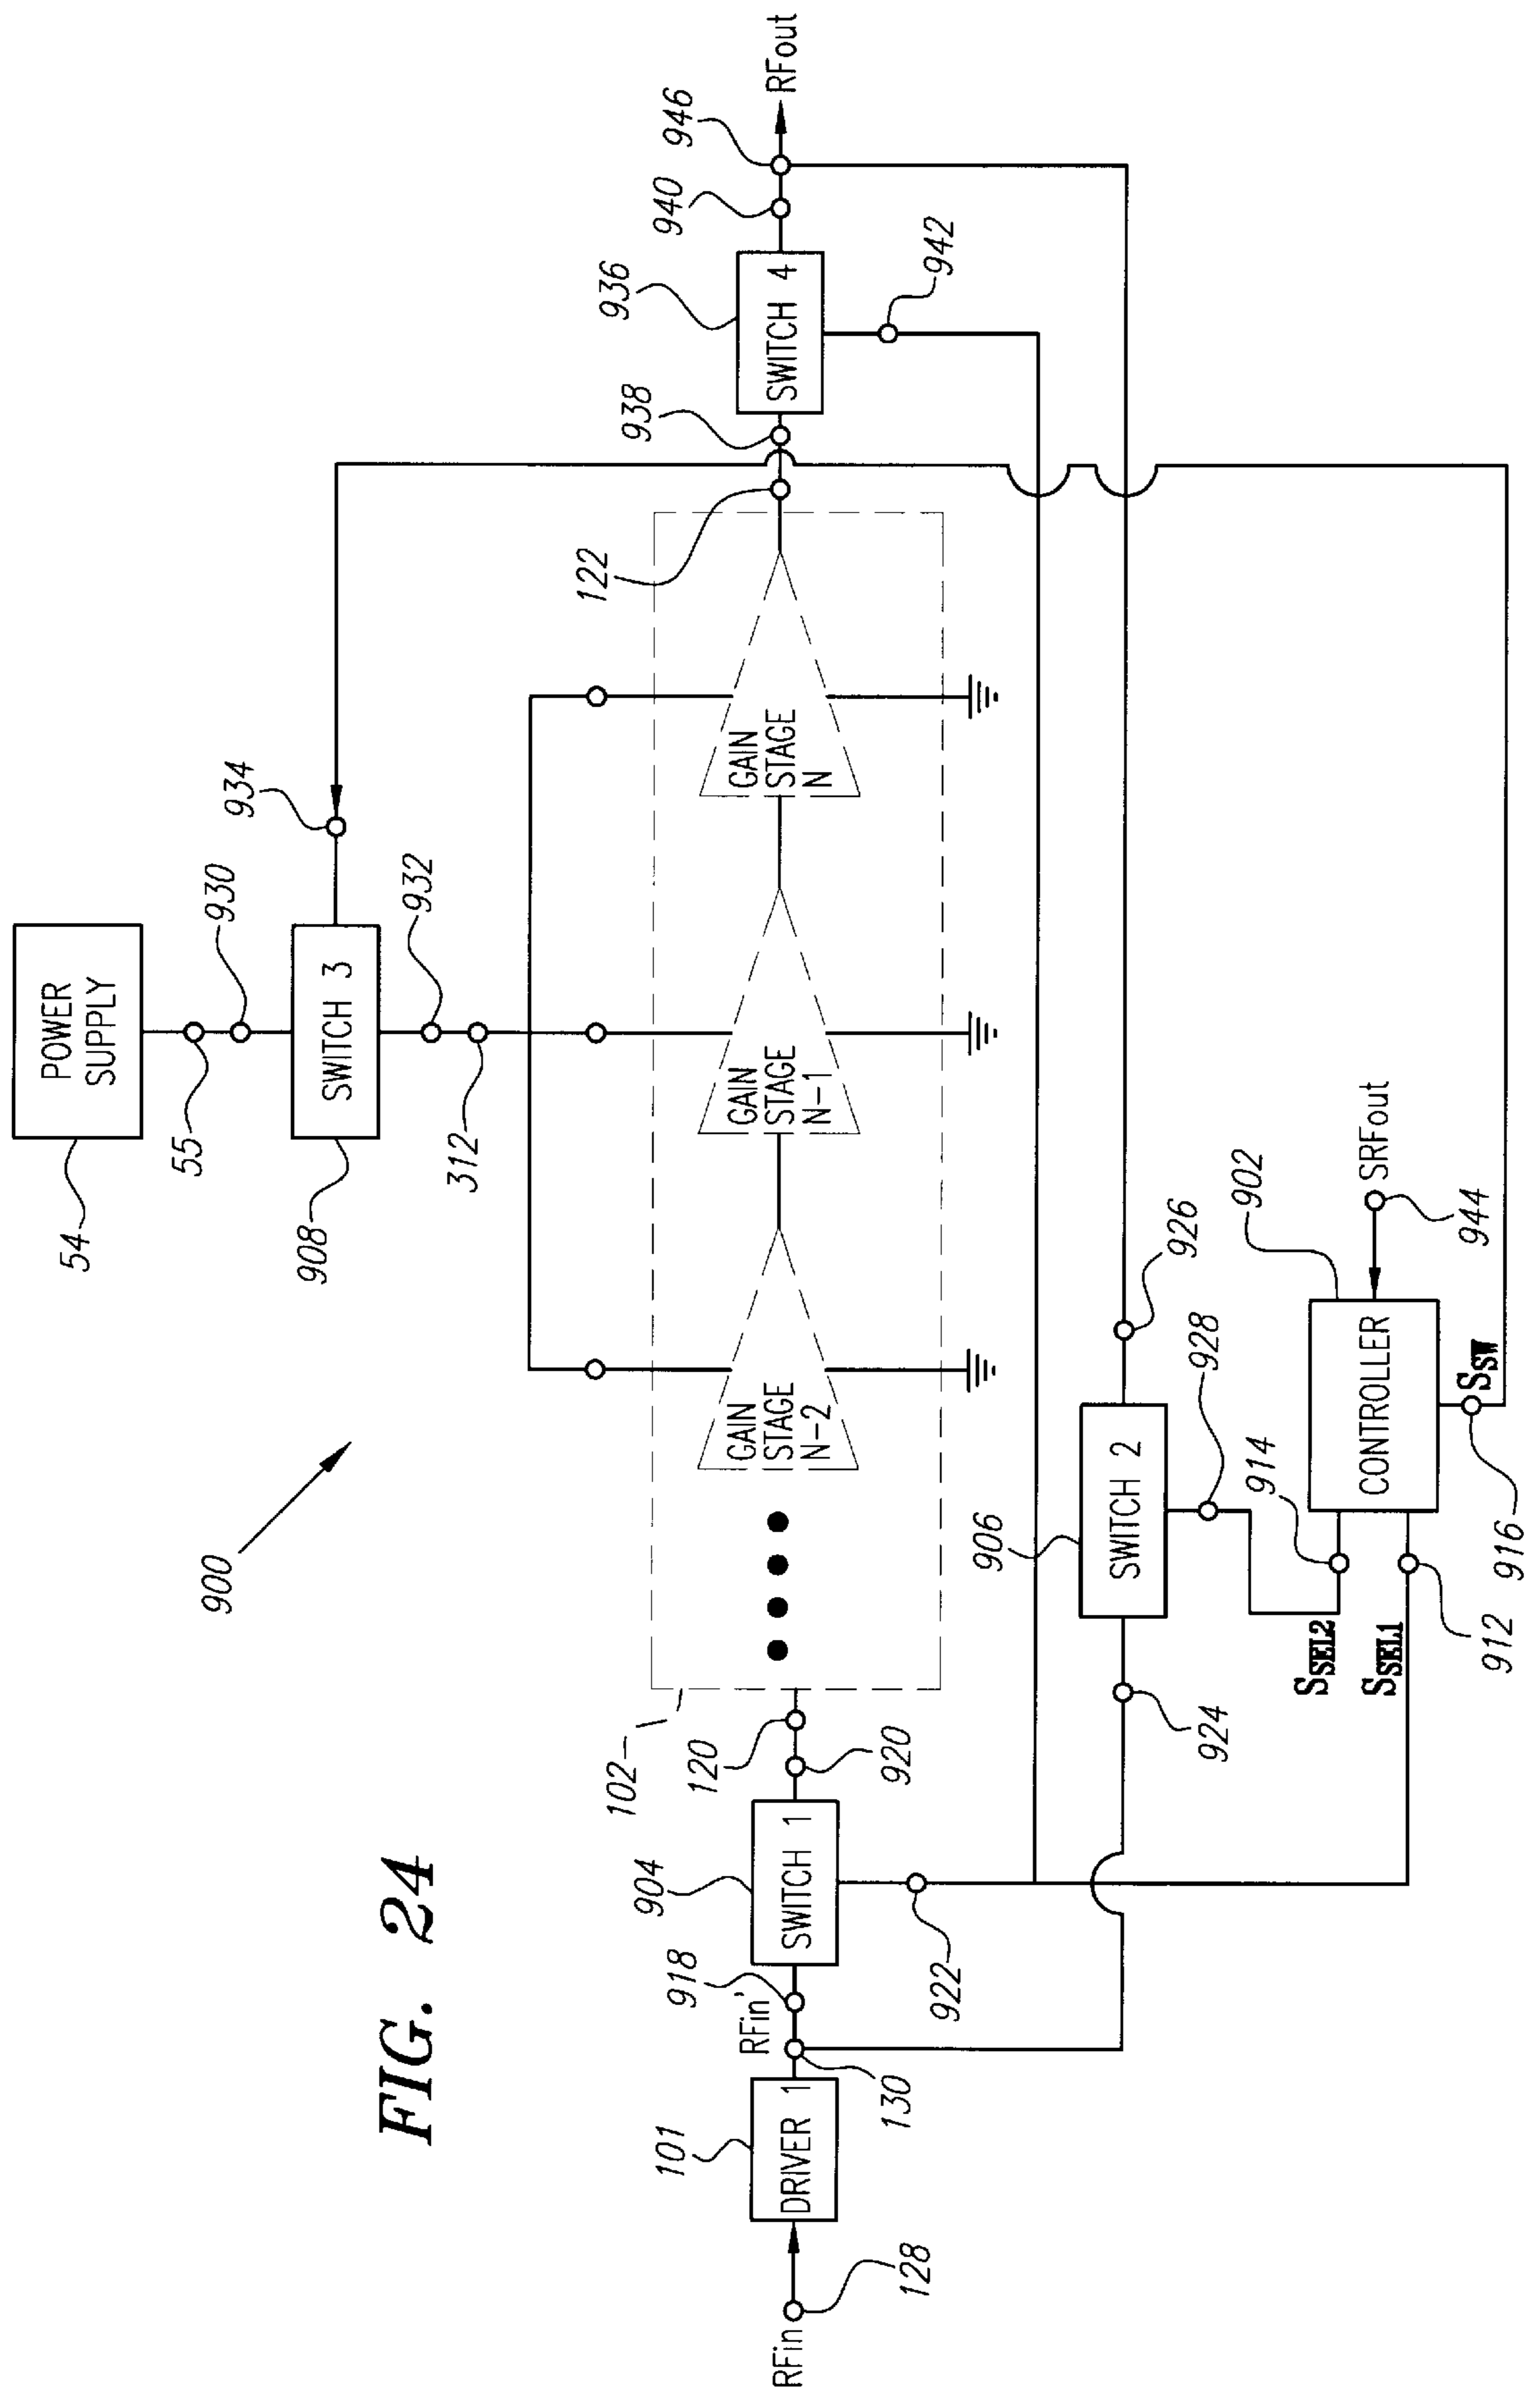 FIG. 24
900
POWER
SUPPLY
54
55
930
SWITCH 3
908
934
932
312
RFin
128
DRIVER 1
101
130
RFin'
918
SWITCH 1
904
922
920
120
102
GAIN
STAGE
N-2
GAIN
STAGE
N-1
GAIN
STAGE
N
122
938
SWITCH 4
936
942
940
946
RFout
924
SWITCH 2
906
928
926
SSEL2
914
SSEL1
912
CONTROLLER
902
SRFout
944
SSW
916